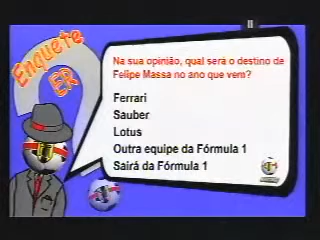 Enquete
ER
Na sua opinião, qual será o destino de
Felipe Massa no ano que vem?
Ferrari
Sauber
Lotus
Outra equipe da Fórmula 1
Sairá da Fórmula 1